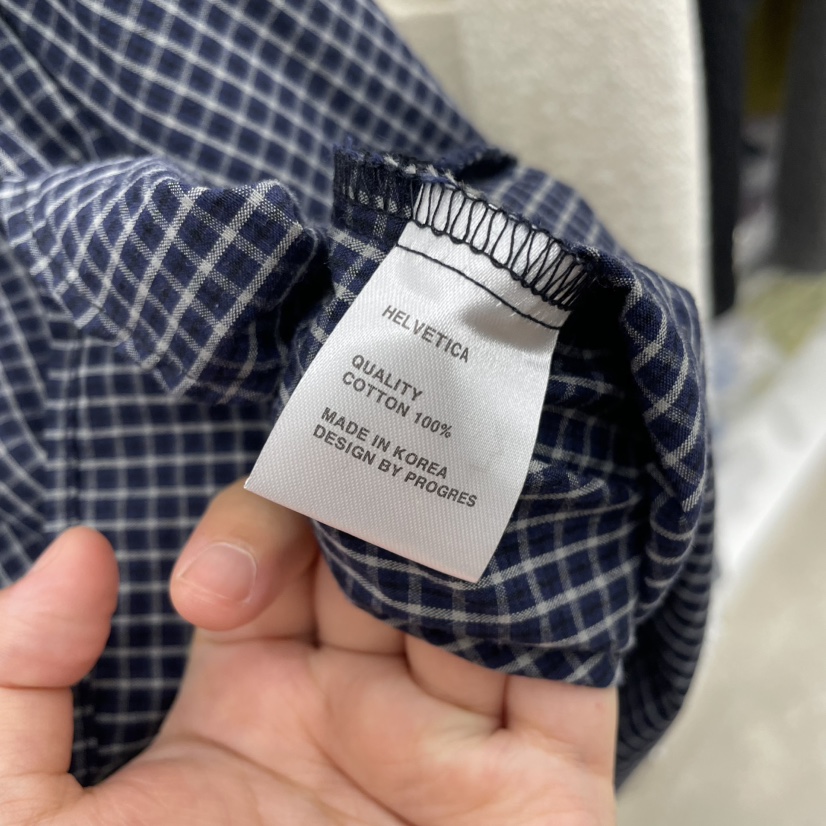 HELVETICA
QUALITY
COTTON 100%
MADE IN KOREA
DESIGN BY PROGRES